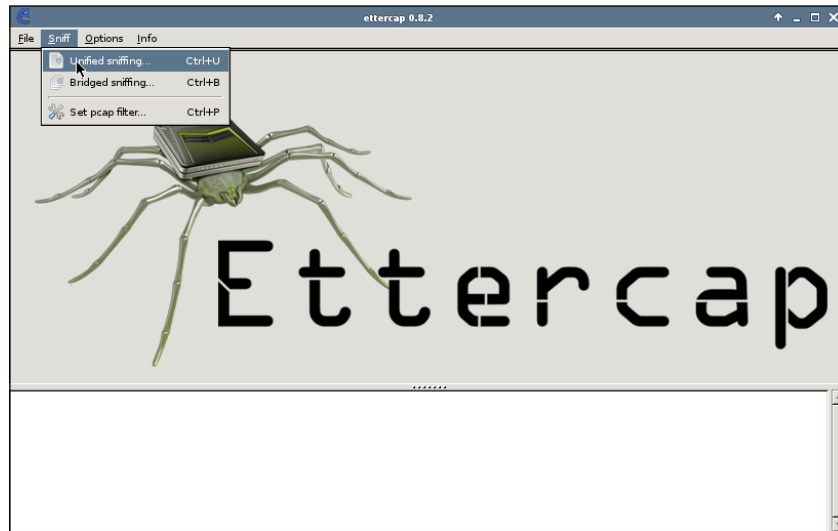 ettercap 0.8.2
File Sniff Options Info
Unified sniffing... Ctrl+U
Bridged sniffing... Ctrl+B
Set pcap filter... Ctrl+P
Ettercap